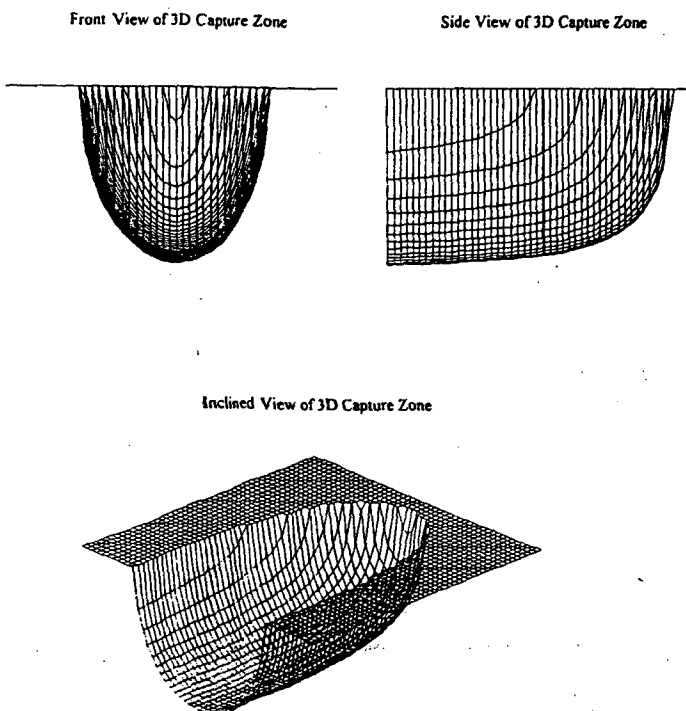 Front View of 3D Capture Zone
Side View of 3D Capture Zone
Inclined View of 3D Capture Zone